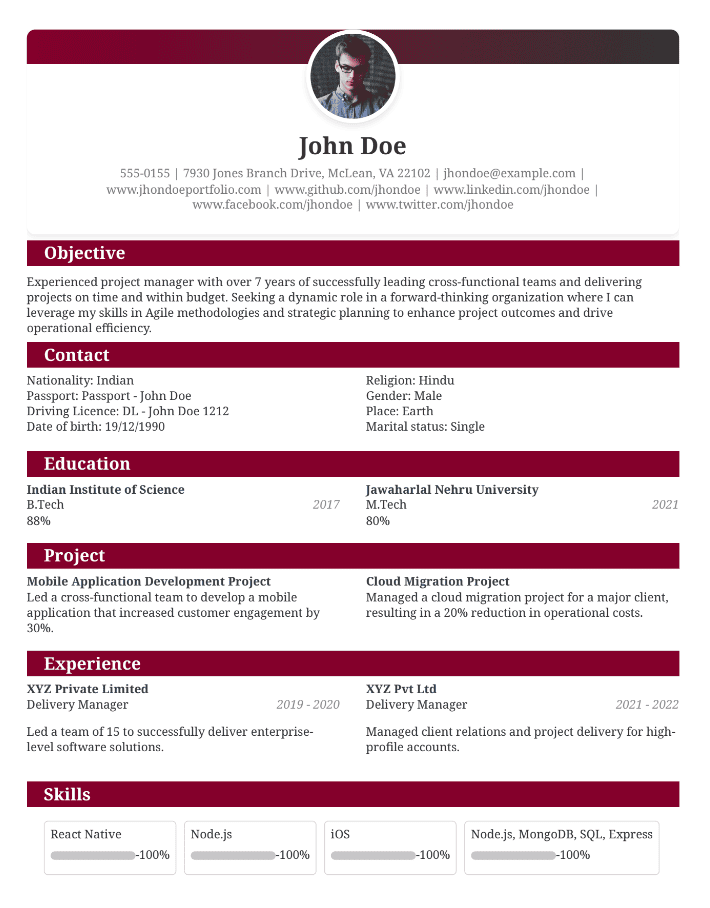 John Doe
555-0155 | 7930 Jones Branch Drive, McLean, VA 22102 | jhondoe@example.com |
www.jhondoeportfolio.com | www.github.com/jhondoe | www.linkedin.com/jhondoe |
www.facebook.com/jhondoe | www.twitter.com/jhondoe
Objective
Experienced project manager with over 7 years of successfully leading cross-functional teams and delivering
projects on time and within budget. Seeking a dynamic role in a forward-thinking organization where I can
leverage my skills in Agile methodologies and strategic planning to enhance project outcomes and drive
operational efficiency.
Contact
Nationality: Indian
Passport: Passport - John Doe
Driving Licence: DL - John Doe 1212
Date of birth: 19/12/1990
Religion: Hindu
Gender: Male
Place: Earth
Marital status: Single
Education
Indian Institute of Science
B.Tech 2017
88%
Jawaharlal Nehru University
M.Tech 2021
80%
Project
Mobile Application Development Project
Led a cross-functional team to develop a mobile
application that increased customer engagement by
30%.
Cloud Migration Project
Managed a cloud migration project for a major client,
resulting in a 20% reduction in operational costs.
Experience
XYZ Private Limited
Delivery Manager 2019 - 2020
Led a team of 15 to successfully deliver enterprise-
level software solutions.
XYZ Pvt Ltd
Delivery Manager 2021 - 2022
Managed client relations and project delivery for high-
profile accounts.
Skills
React Native
-100%
Node.js
-100%
iOS
-100%
Node.js, MongoDB, SQL, Express
-100%